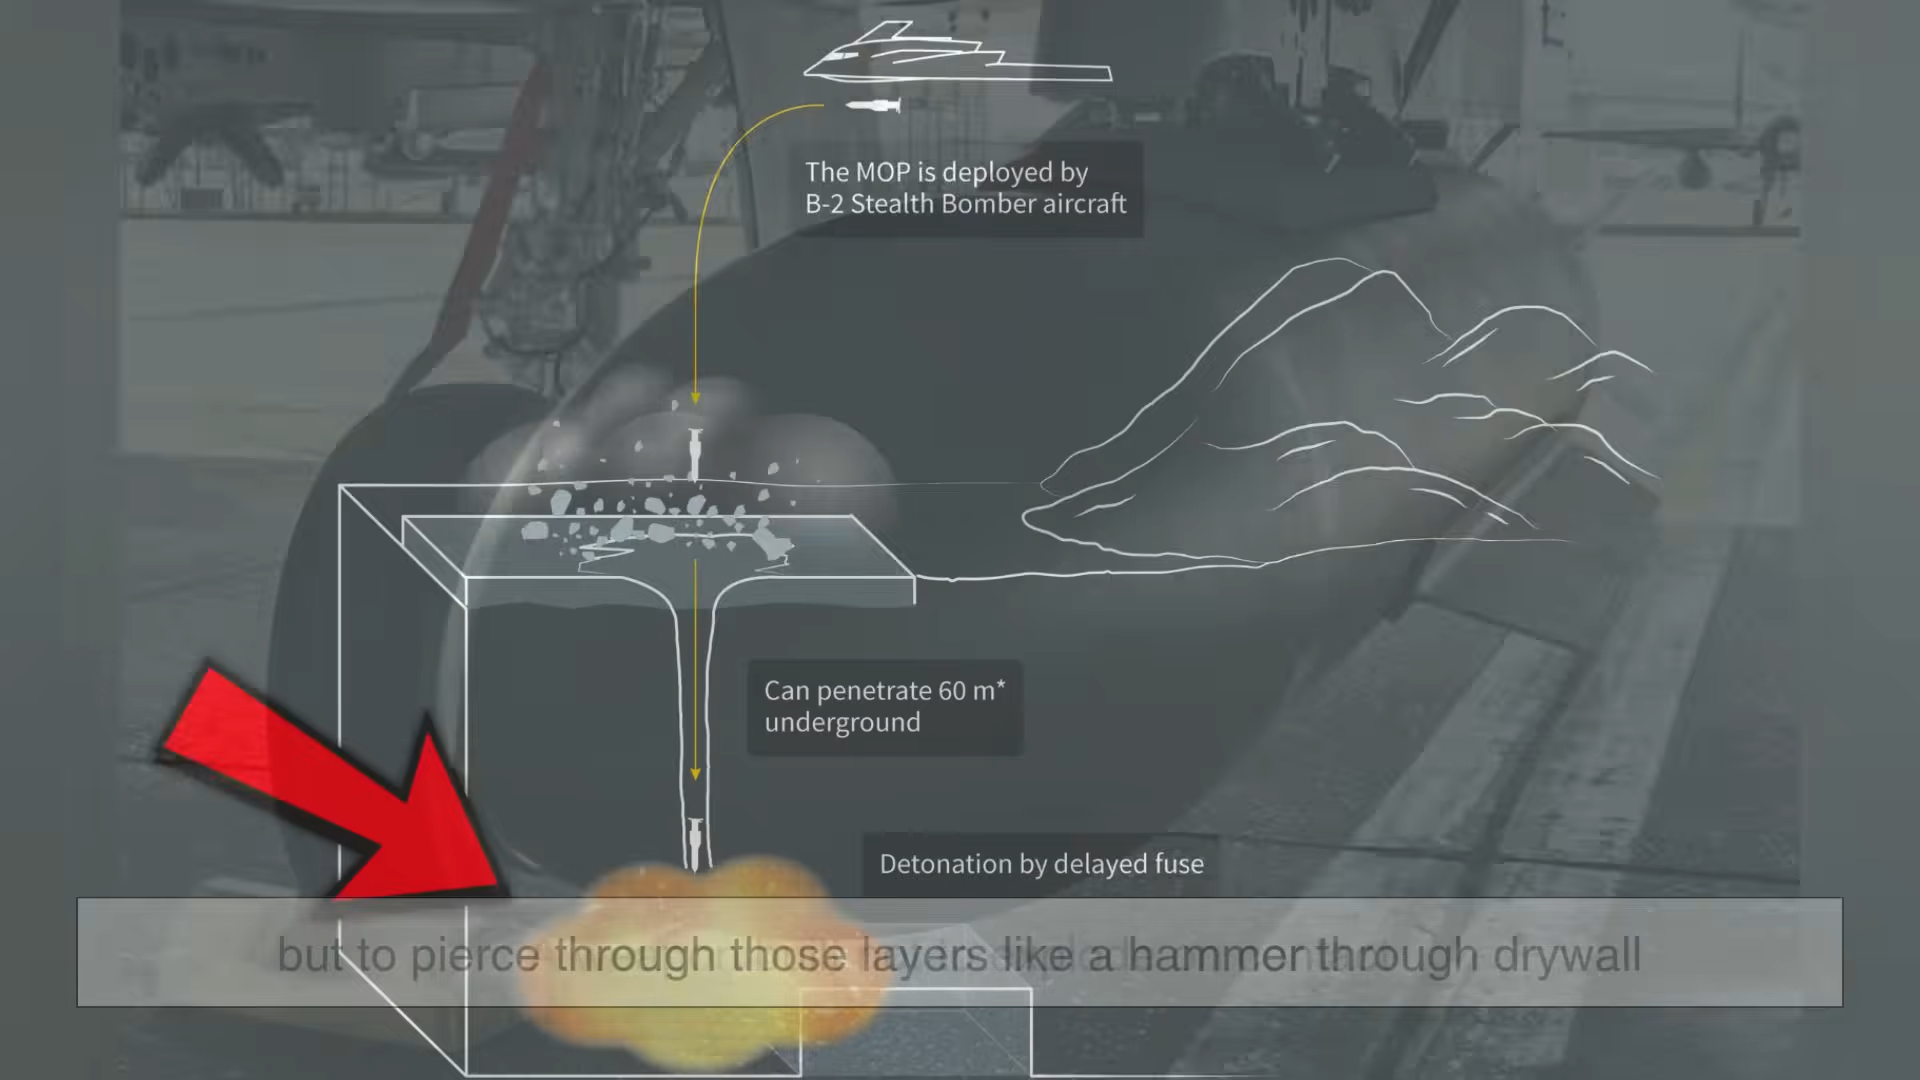 The MOP is deployed by
B-2 Stealth Bomber aircraft
Can penetrate 60 m*
underground
Detonation by delayed fuse
but to pierce through those layers like a hammer through drywall